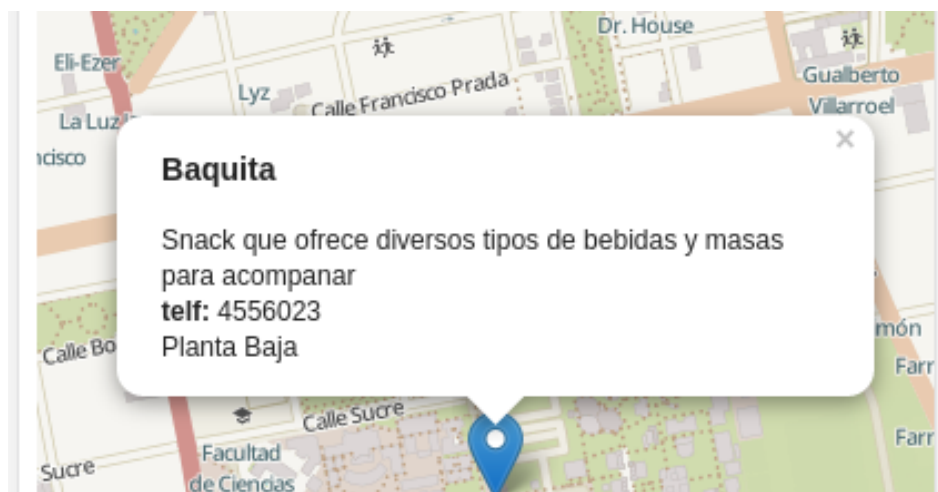 Dr. House
Eli-Ezer
Gualberto
Villarroel
Lyz
Calle Francisco Prada
La Luz
ncisco
×
Baquita
Snack que ofrece diversos tipos de bebidas y masas
para acompanar
telf: 4556023
Planta Baja
món
Calle Bo
Farr
Calle Sucre
Farr
Facultad
de Ciencias
Sucre